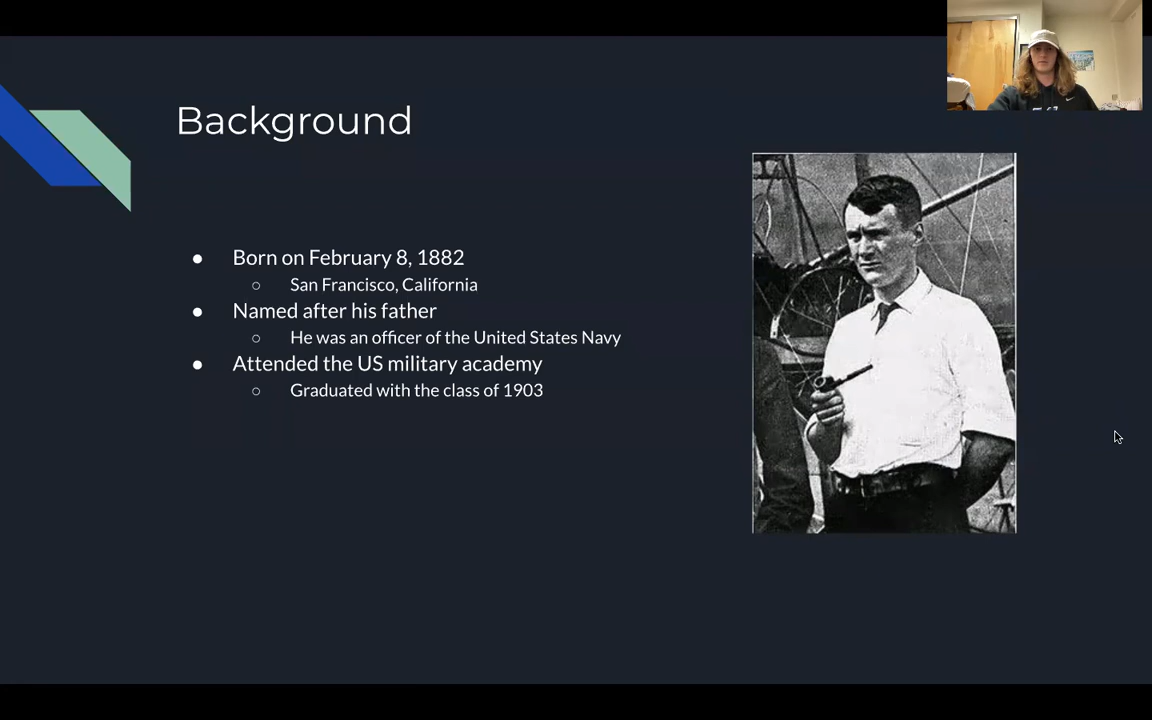 Background
● Born on February 8, 1882
○ San Francisco, California
● Named after his father
○ He was an officer of the United States Navy
● Attended the US military academy
○ Graduated with the class of 1903